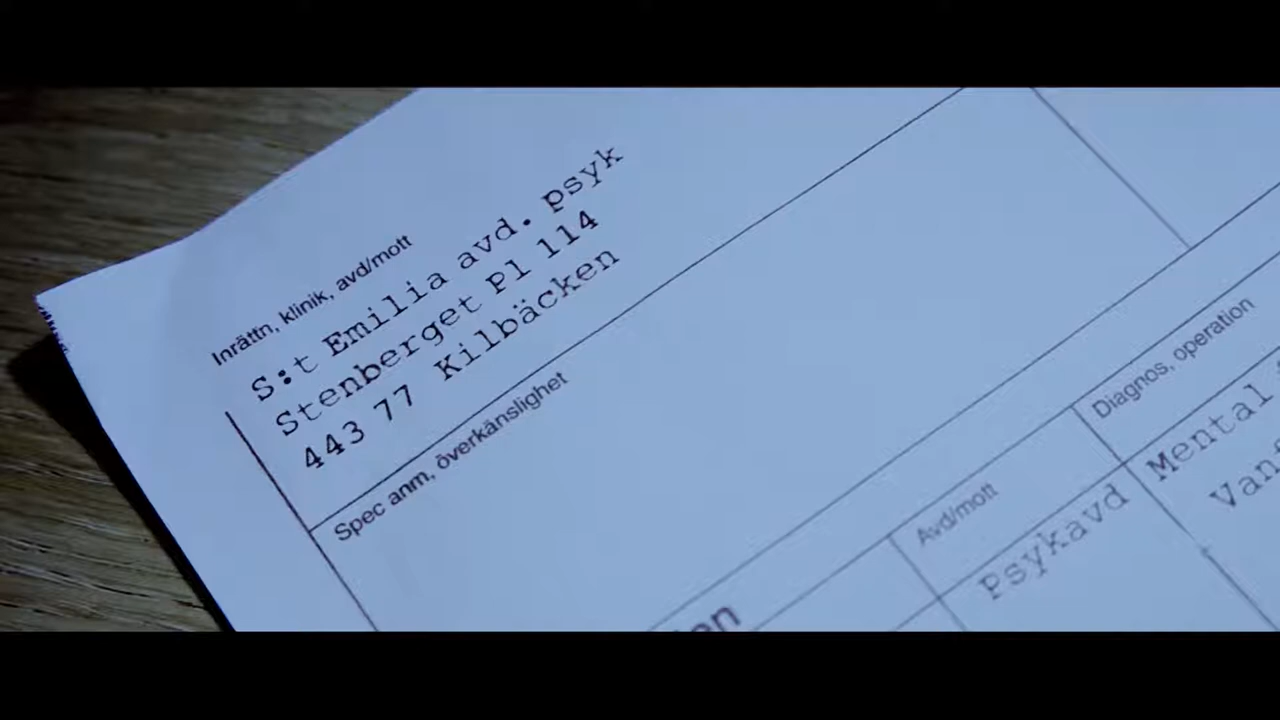 Inrättn, klinik, avd/mott
S:t Emilia avd. psyk
Stenberget Pl 114
443 77 Kilbäcken
Spec anm, överkänslighet
Diagnos, operation
Mental
Avd/mott
Psykavd